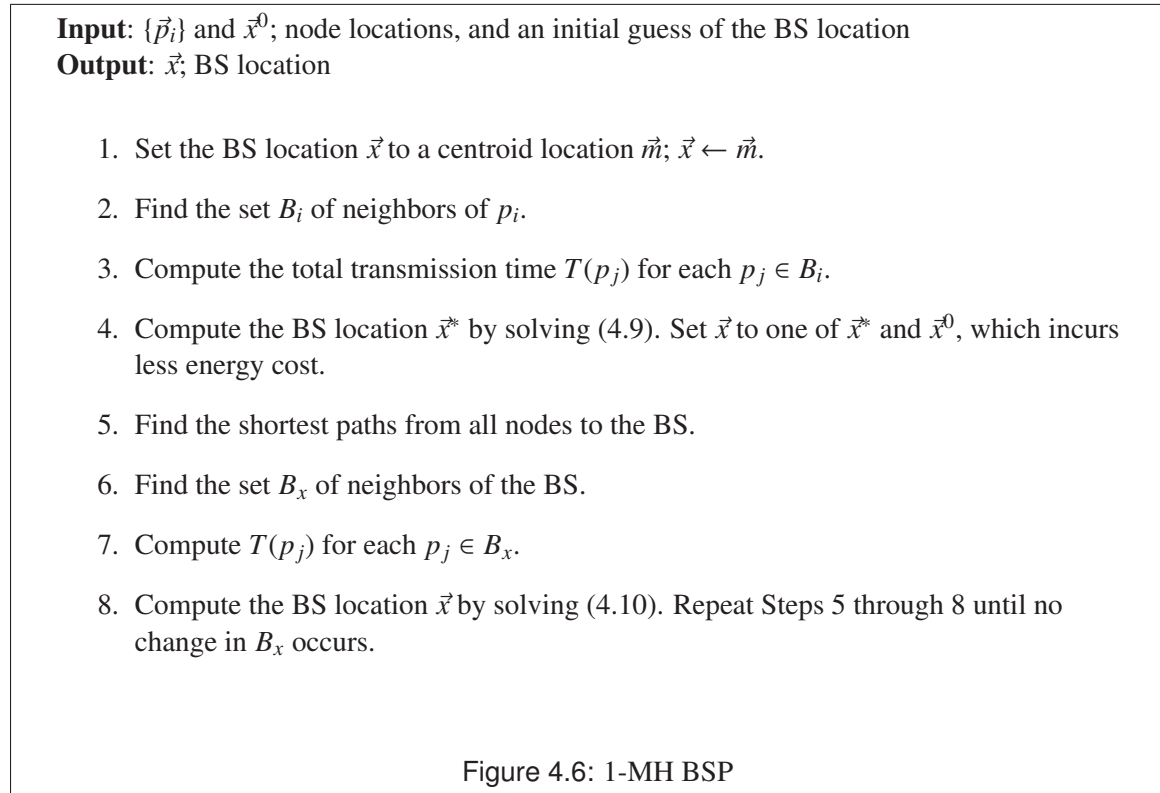 Input: {p⃗ᵢ} and x⃗⁰; node locations, and an initial guess of the BS location
Output: x⃗; BS location
1. Set the BS location x⃗ to a centroid location m⃗; x⃗ ← m⃗.
2. Find the set Bᵢ of neighbors of pᵢ.
3. Compute the total transmission time T(pⱼ) for each pⱼ ∈ Bᵢ.
4. Compute the BS location x⃗* by solving (4.9). Set x⃗ to one of x⃗* and x⃗⁰, which incurs
less energy cost.
5. Find the shortest paths from all nodes to the BS.
6. Find the set Bₓ of neighbors of the BS.
7. Compute T(pⱼ) for each pⱼ ∈ Bₓ.
8. Compute the BS location x⃗ by solving (4.10). Repeat Steps 5 through 8 until no
change in Bₓ occurs.
Figure 4.6: 1-MH BSP